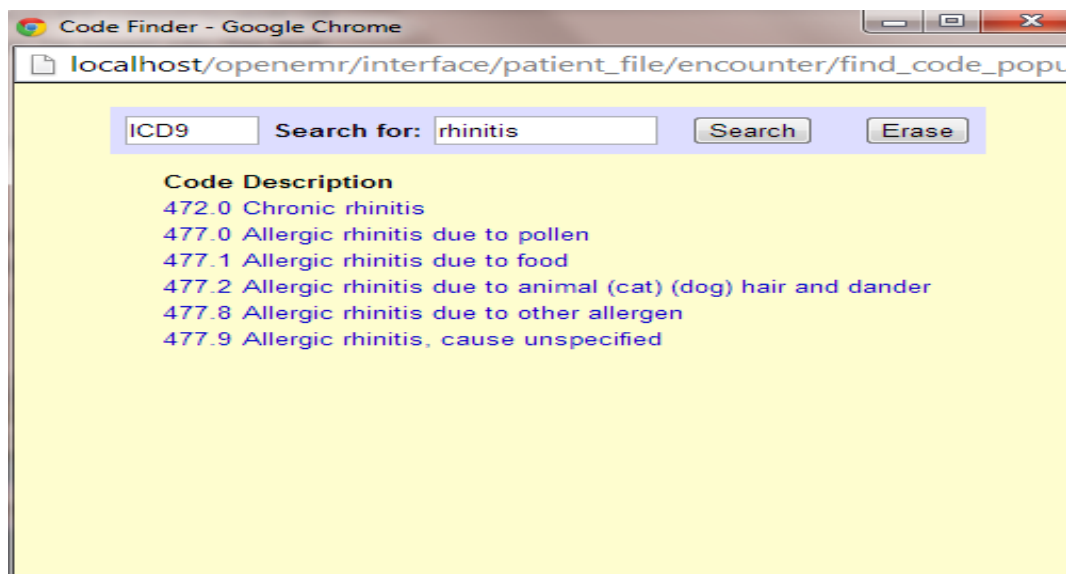 Code Finder - Google Chrome
localhost/openemr/interface/patient_file/encounter/find_code_popu
ICD9 Search for: rhinitis Search Erase
Code Description
472.0 Chronic rhinitis
477.0 Allergic rhinitis due to pollen
477.1 Allergic rhinitis due to food
477.2 Allergic rhinitis due to animal (cat) (dog) hair and dander
477.8 Allergic rhinitis due to other allergen
477.9 Allergic rhinitis, cause unspecified